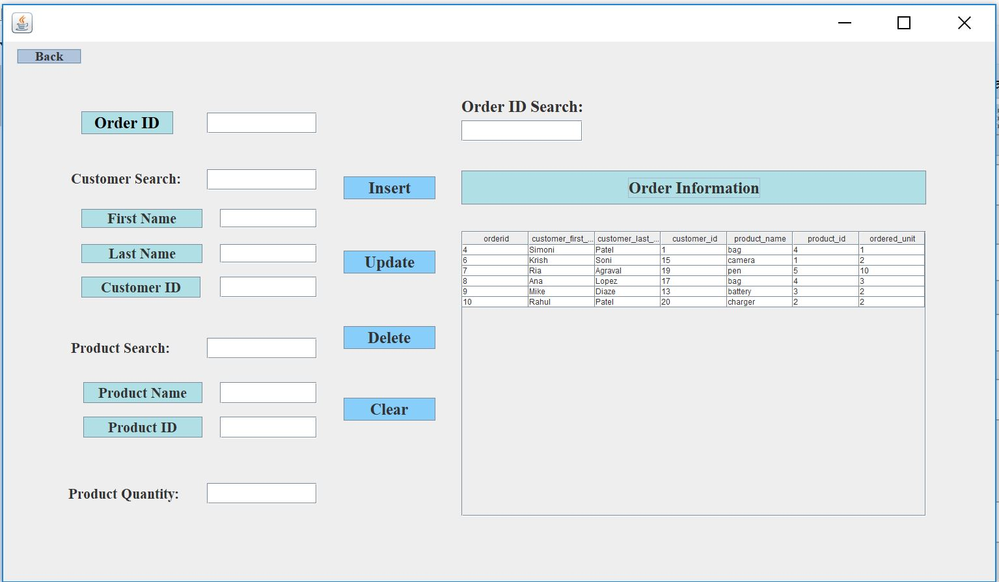 Back
Order ID
Customer Search:
First Name
Last Name
Customer ID
Product Search:
Product Name
Product ID
Product Quantity:
Insert
Update
Delete
Clear
Order ID Search:
Order Information
orderid customer_first_... customer_last_... customer_id product_name product_id ordered_unit
4 Simoni Patel 1 bag 4 1
6 Krish Soni 15 camera 1 2
7 Ria Agraval 19 pen 5 10
8 Ana Lopez 17 bag 4 3
9 Mike Diaze 13 battery 3 2
10 Rahul Patel 20 charger 2 2